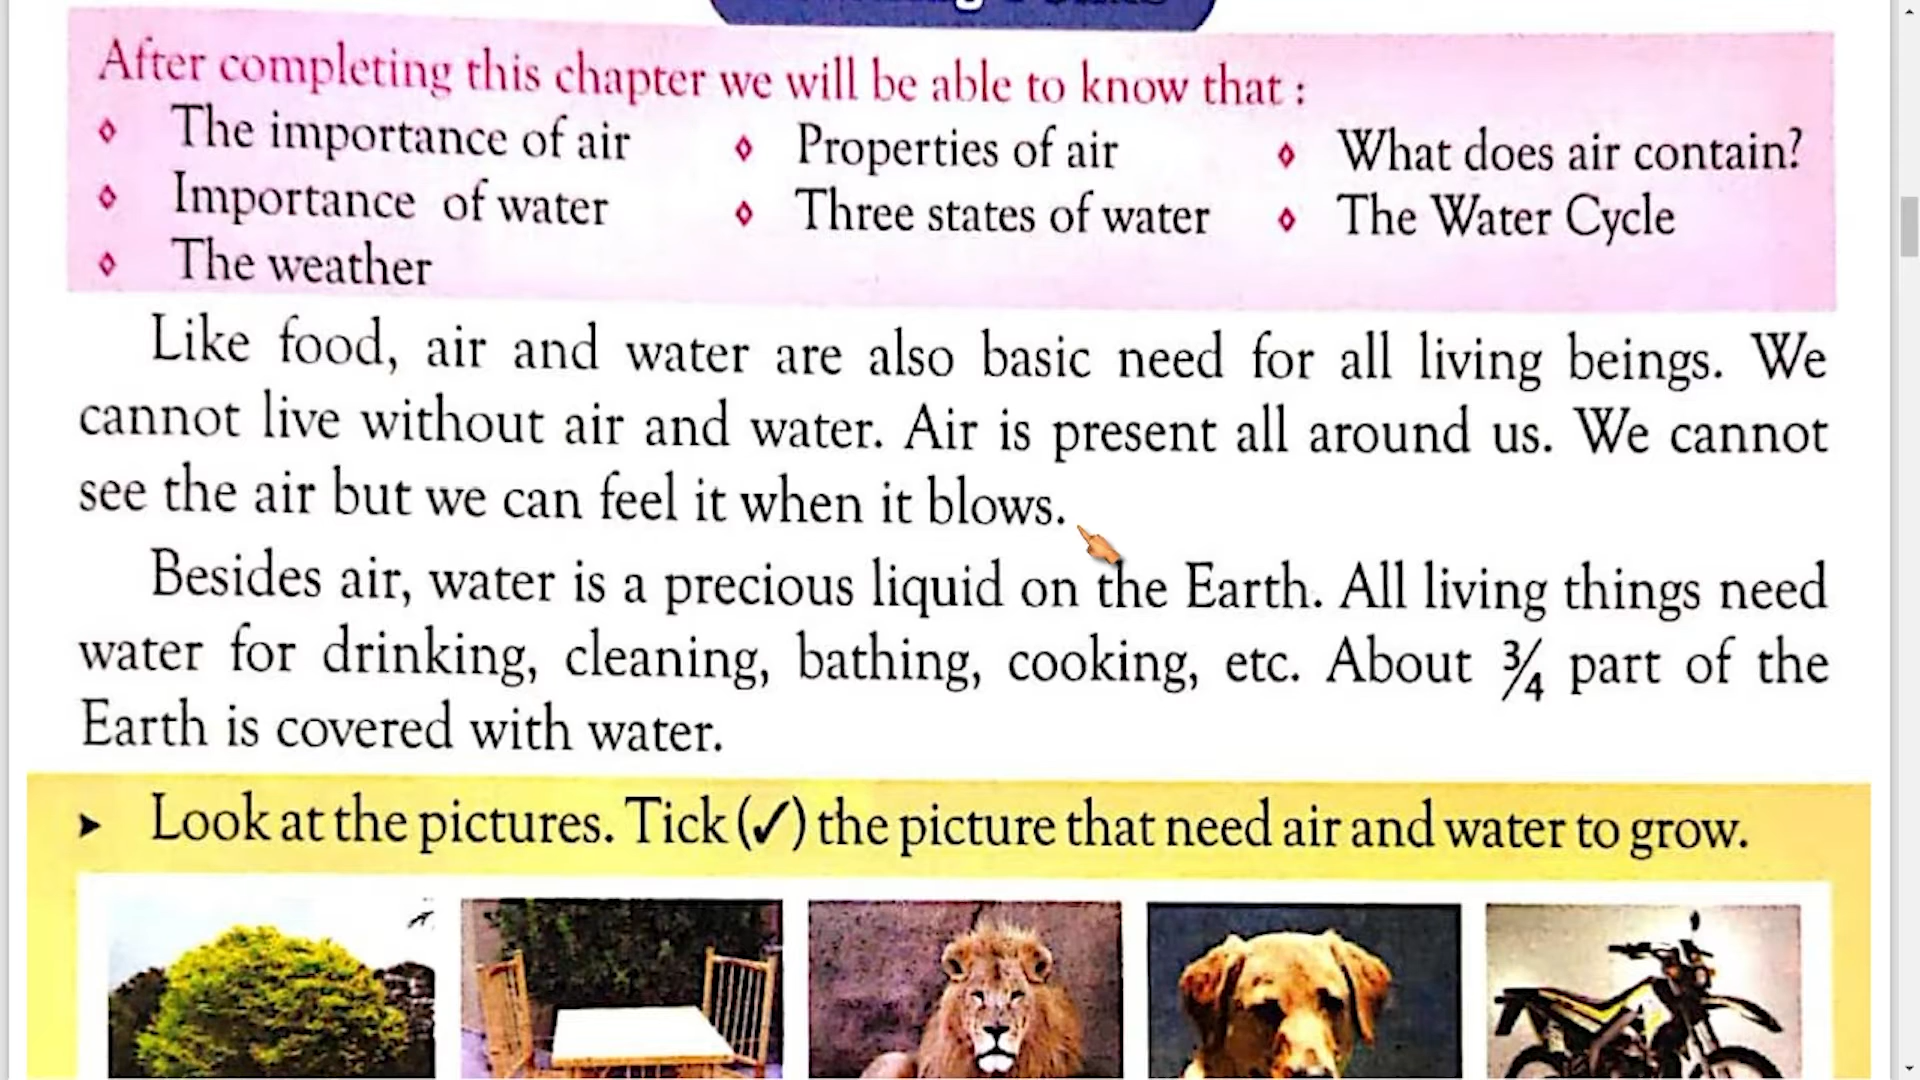 After completing this chapter we will be able to know that :
The importance of air
Properties of air
What does air contain?
Importance of water
Three states of water
The Water Cycle
The weather
Like food, air and water are also basic need for all living beings. We
cannot live without air and water. Air is present all around us. We cannot
see the air but we can feel it when it blows.
Besides air, water is a precious liquid on the Earth. All living things need
water for drinking, cleaning, bathing, cooking, etc. About 3/4 part of the
Earth is covered with water.
➤ Look at the pictures. Tick (✓) the picture that need air and water to grow.